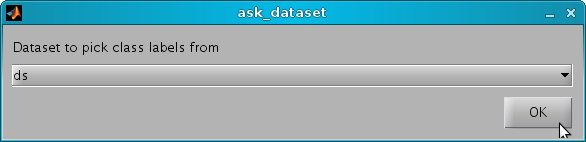 ask_dataset
Dataset to pick class labels from
ds
OK